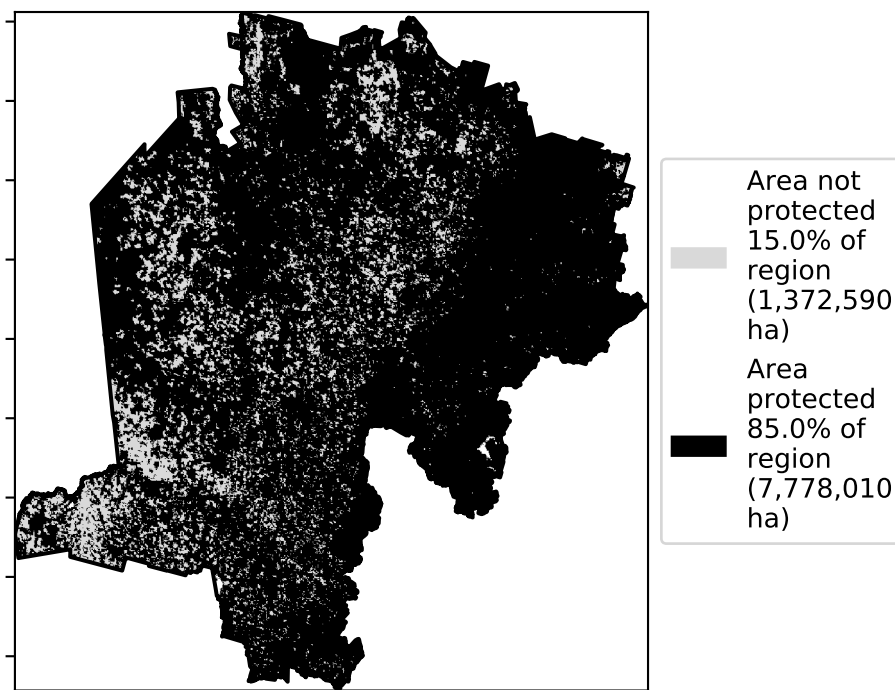 Area not
protected
15.0% of
region
(1,372,590
ha)
Area
protected
85.0% of
region
(7,778,010
ha)